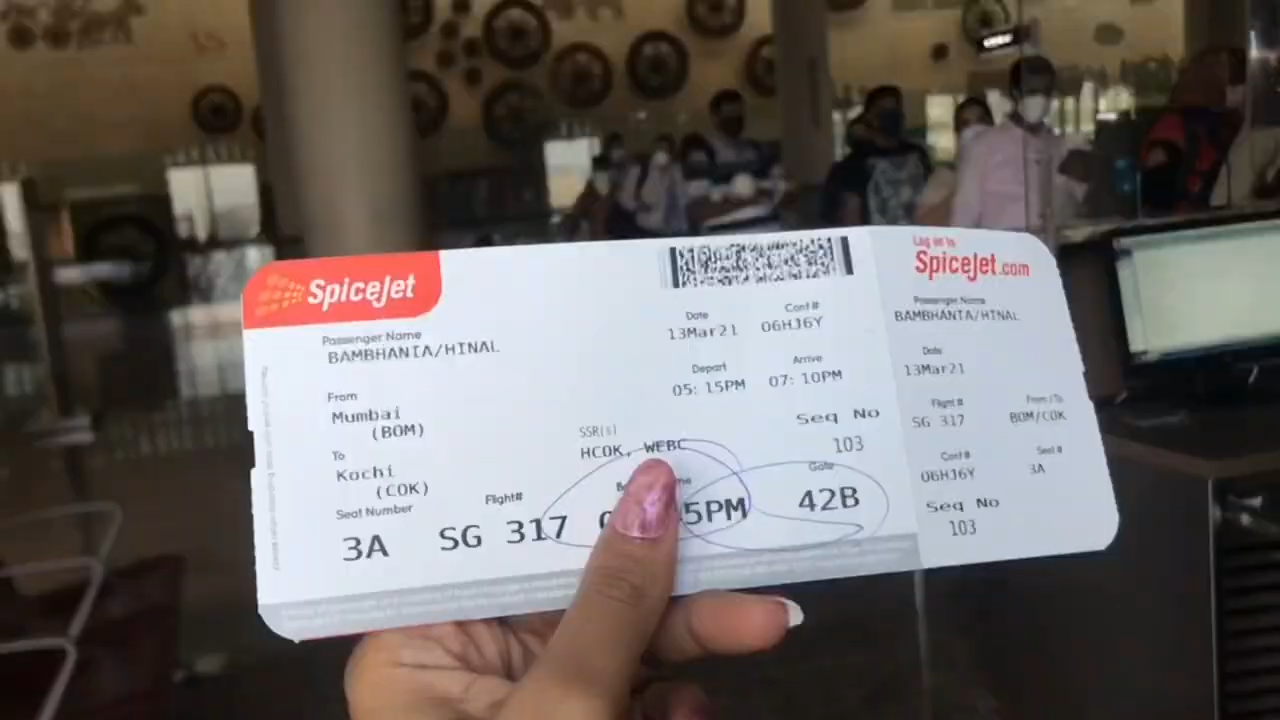 SpiceJet
Passenger Name
BAMBHANIA/HINAL
From
Mumbai
(BOM)
To
Kochi
(COK)
Seat Number
3A
Flight#
SG 317
SSR(s)
HCOK, WEBC
5PM
Date
13Mar21
Conf #
06HJ6Y
Depart
05:15PM
Arrive
07:10PM
Seq No
103
Gate
42B
Log on to
SpiceJet.com
Passenger Name
BAMBHANIA/HINAL
Date
13Mar21
Flight #
SG 317
From/To
BOM/COK
Conf #
06HJ6Y
Seat #
3A
Seq No
103